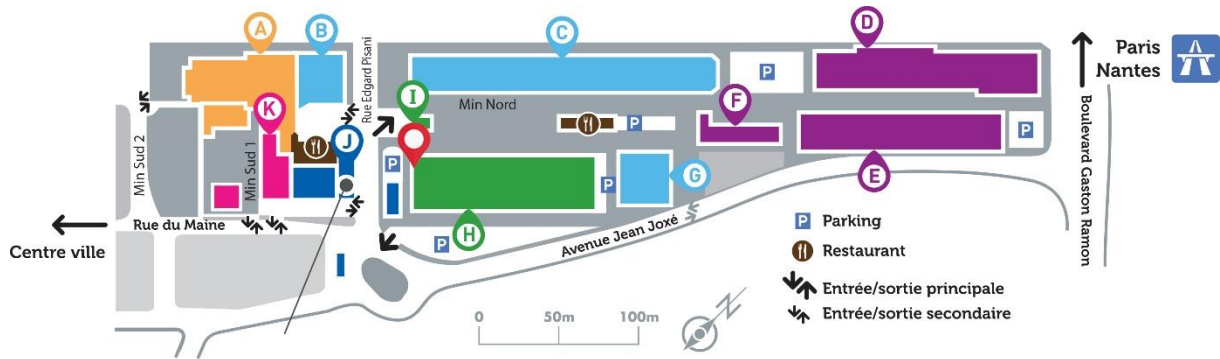 A
B
C
D
Paris
Nantes
Rue Edgard Pisani
I
Min Nord
P
F
K
J
P
P
P
P
G
E
H
P
Min Sud 2
Min Sud 1
Rue du Maine
Centre ville
Avenue Jean Joxé
Boulevard Gaston Ramon
P Parking
Restaurant
Entrée/sortie principale
Entrée/sortie secondaire
0 50m 100m
N